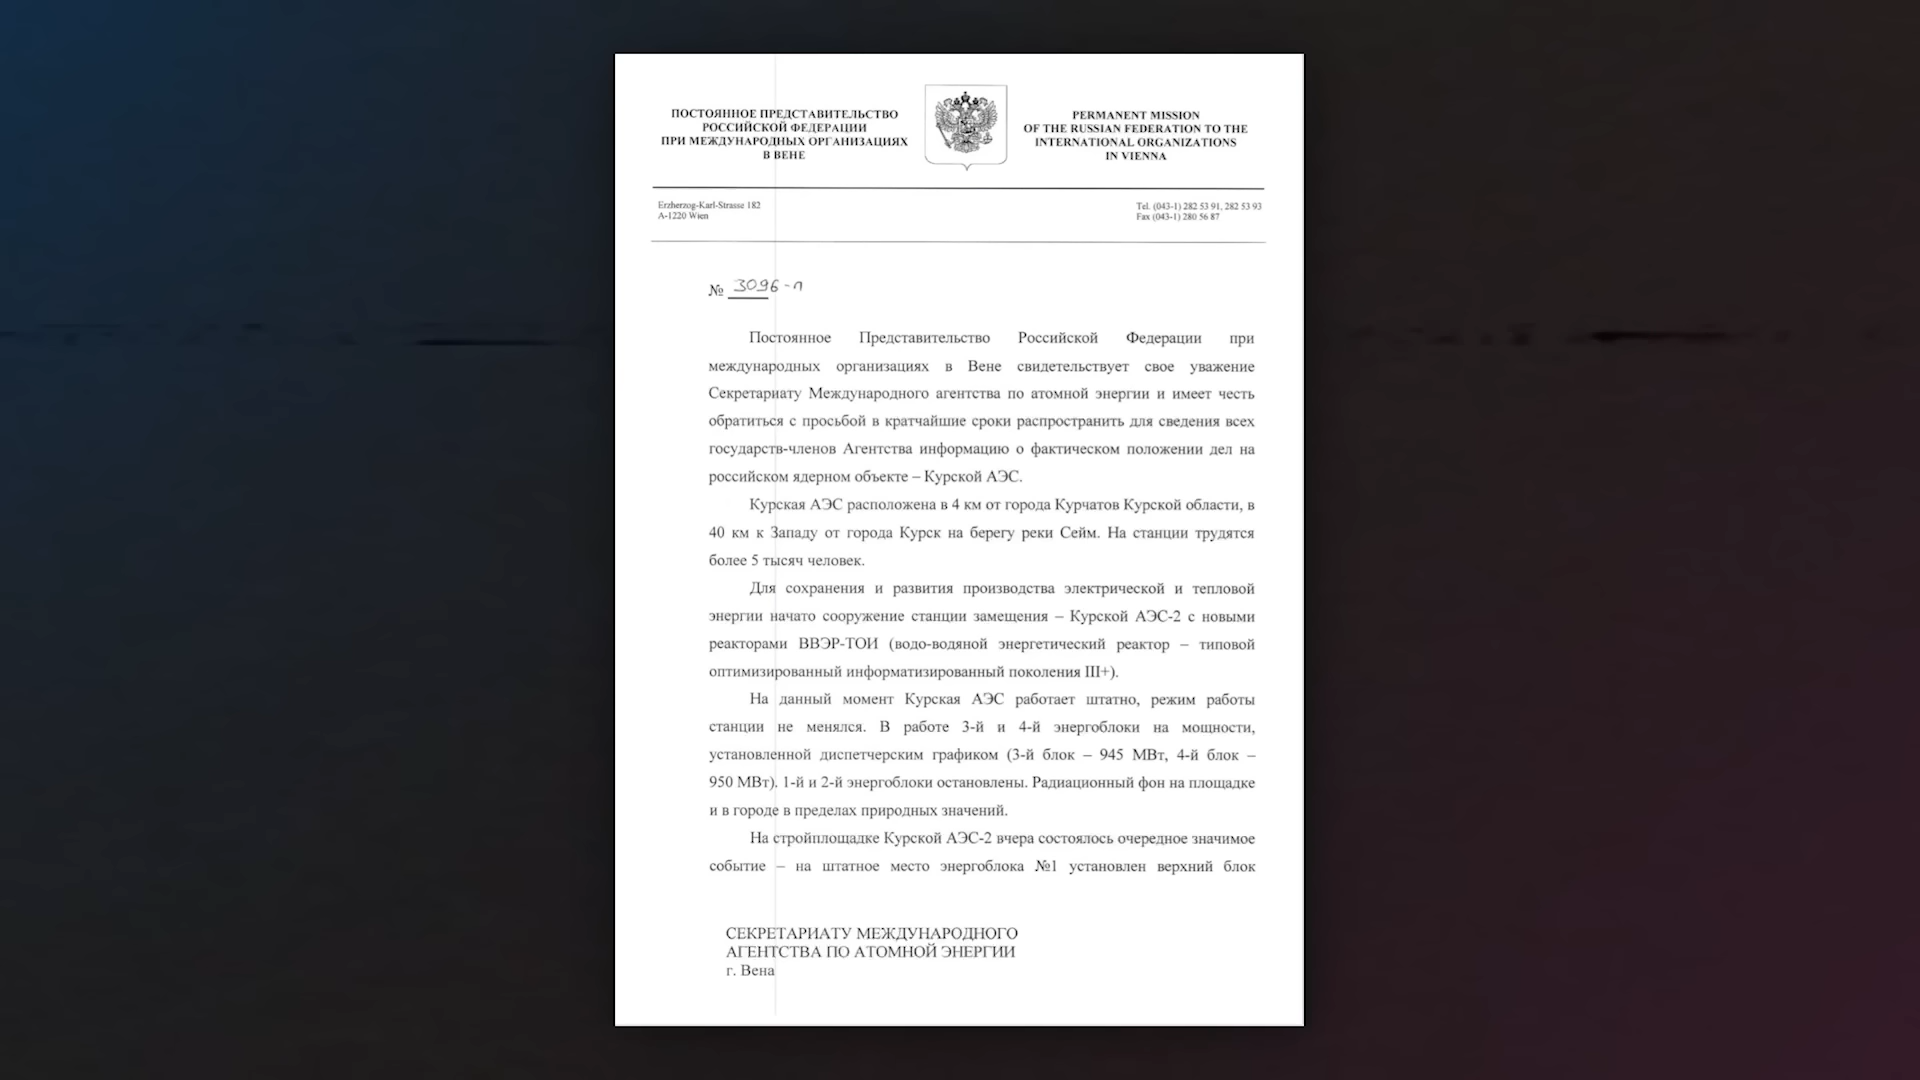 ПОСТОЯННОЕ ПРЕДСТАВИТЕЛЬСТВО
РОССИЙСКОЙ ФЕДЕРАЦИИ
ПРИ МЕЖДУНАРОДНЫХ ОРГАНИЗАЦИЯХ
В ВЕНЕ
PERMANENT MISSION
OF THE RUSSIAN FEDERATION TO THE
INTERNATIONAL ORGANIZATIONS
IN VIENNA
Erzherzog-Karl-Strasse 182
A-1220 Wien
Tel. (043-1) 282 53 91, 282 53 93
Fax (043-1) 280 56 87
№ 3096-п
Постоянное Представительство Российской Федерации при
международных организациях в Вене свидетельствует свое уважение
Секретариату Международного агентства по атомной энергии и имеет честь
обратиться с просьбой в кратчайшие сроки распространить для сведения всех
государств-членов Агентства информацию о фактическом положении дел на
российском ядерном объекте – Курской АЭС.
Курская АЭС расположена в 4 км от города Курчатов Курской области, в
40 км к Западу от города Курск на берегу реки Сейм. На станции трудятся
более 5 тысяч человек.
Для сохранения и развития производства электрической и тепловой
энергии начато сооружение станции замещения – Курской АЭС-2 с новыми
реакторами ВВЭР-ТОИ (водо-водяной энергетический реактор – типовой
оптимизированный информатизированный поколения III+).
На данный момент Курская АЭС работает штатно, режим работы
станции не менялся. В работе 3-й и 4-й энергоблоки на мощности,
установленной диспетчерским графиком (3-й блок – 945 МВт, 4-й блок –
950 МВт). 1-й и 2-й энергоблоки остановлены. Радиационный фон на площадке
и в городе в пределах природных значений.
На стройплощадке Курской АЭС-2 вчера состоялось очередное значимое
событие – на штатное место энергоблока №1 установлен верхний блок
СЕКРЕТАРИАТУ МЕЖДУНАРОДНОГО
АГЕНТСТВА ПО АТОМНОЙ ЭНЕРГИИ
г. Вена